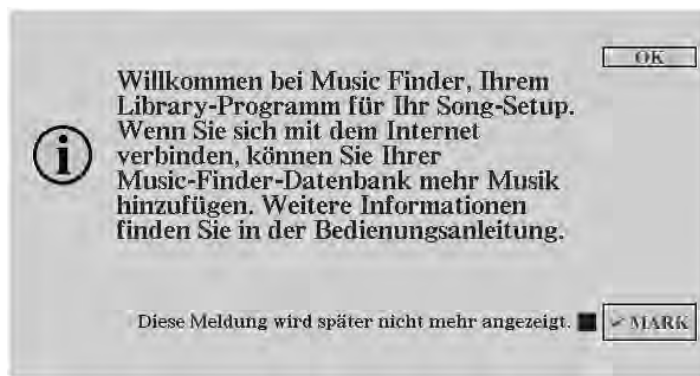 OK
Willkommen bei Music Finder, Ihrem
Library-Programm für Ihr Song-Setup.
Wenn Sie sich mit dem Internet
verbinden, können Sie Ihrer
Music-Finder-Datenbank mehr Musik
hinzufügen. Weitere Informationen
finden Sie in der Bedienungsanleitung.
Diese Meldung wird später nicht mehr angezeigt. MARK